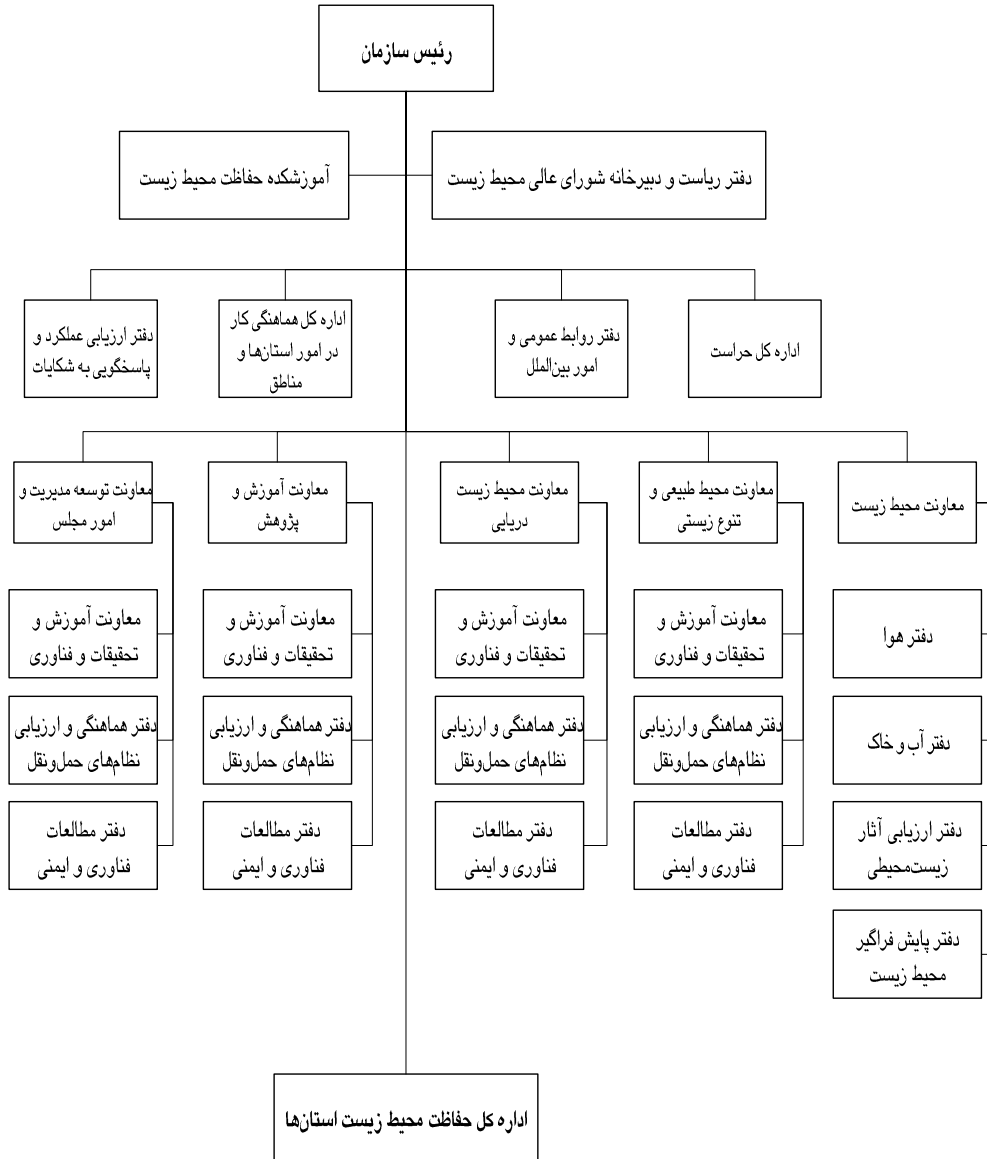 رئیس سازمان
دفتر ریاست و دبیرخانه شورای عالی محیط زیست
آموزشکده حفاظت محیط زیست
اداره کل حراست
دفتر روابط عمومی و
امور بین‌الملل
اداره کل هماهنگی کار
در امور استان‌ها و
مناطق
دفتر ارزیابی عملکرد و
پاسخگویی به شکایات
معاونت محیط زیست
معاونت محیط طبیعی و
تنوع زیستی
معاونت محیط زیست
دریایی
معاونت آموزش و
پژوهش
معاونت توسعه مدیریت و
امور مجلس
دفتر هوا
معاونت آموزش و
تحقیقات و فناوری
معاونت آموزش و
تحقیقات و فناوری
معاونت آموزش و
تحقیقات و فناوری
معاونت آموزش و
تحقیقات و فناوری
دفتر آب و خاک
دفتر هماهنگی و ارزیابی
نظام‌های حمل‌ونقل
دفتر هماهنگی و ارزیابی
نظام‌های حمل‌ونقل
دفتر هماهنگی و ارزیابی
نظام‌های حمل‌ونقل
دفتر هماهنگی و ارزیابی
نظام‌های حمل‌ونقل
دفتر ارزیابی آثار
زیست‌محیطی
دفتر مطالعات
فناوری و ایمنی
دفتر مطالعات
فناوری و ایمنی
دفتر مطالعات
فناوری و ایمنی
دفتر مطالعات
فناوری و ایمنی
دفتر پایش فراگیر
محیط زیست
اداره کل حفاظت محیط زیست استان‌ها